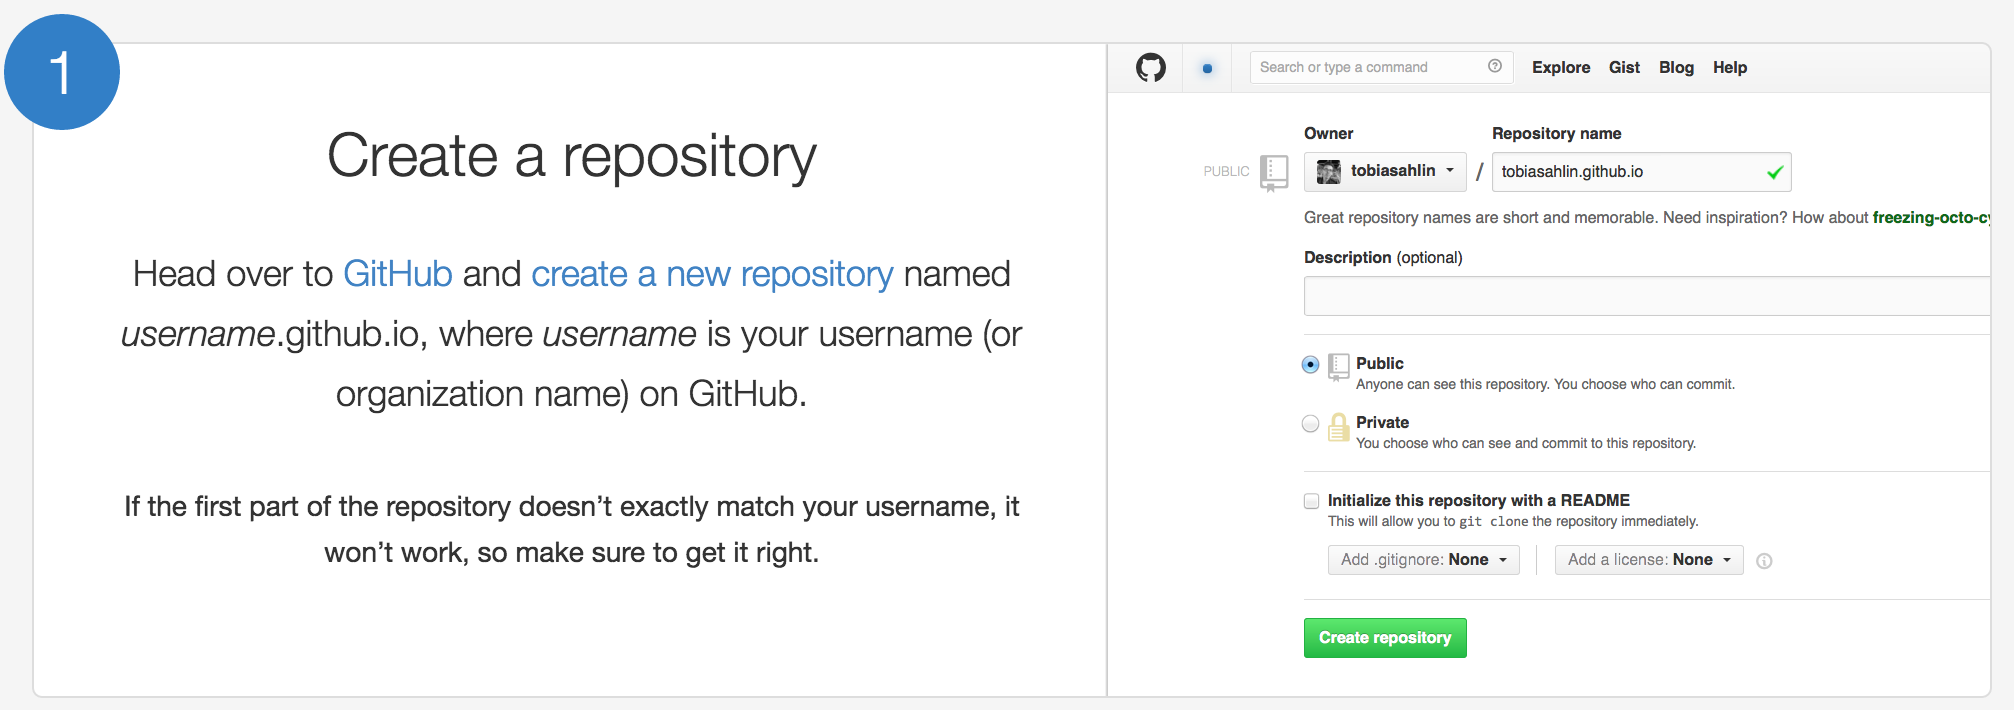 1
Create a repository
Head over to GitHub and create a new repository named
username.github.io, where username is your username (or
organization name) on GitHub.
If the first part of the repository doesn’t exactly match your username, it
won’t work, so make sure to get it right.
Search or type a command
Explore Gist Blog Help
Owner Repository name
PUBLIC tobiasahlin / tobiasahlin.github.io
Great repository names are short and memorable. Need inspiration? How about freezing-octo-cy
Description (optional)
Public
Anyone can see this repository. You choose who can commit.
Private
You choose who can see and commit to this repository.
Initialize this repository with a README
This will allow you to git clone the repository immediately.
Add .gitignore: None Add a license: None
Create repository